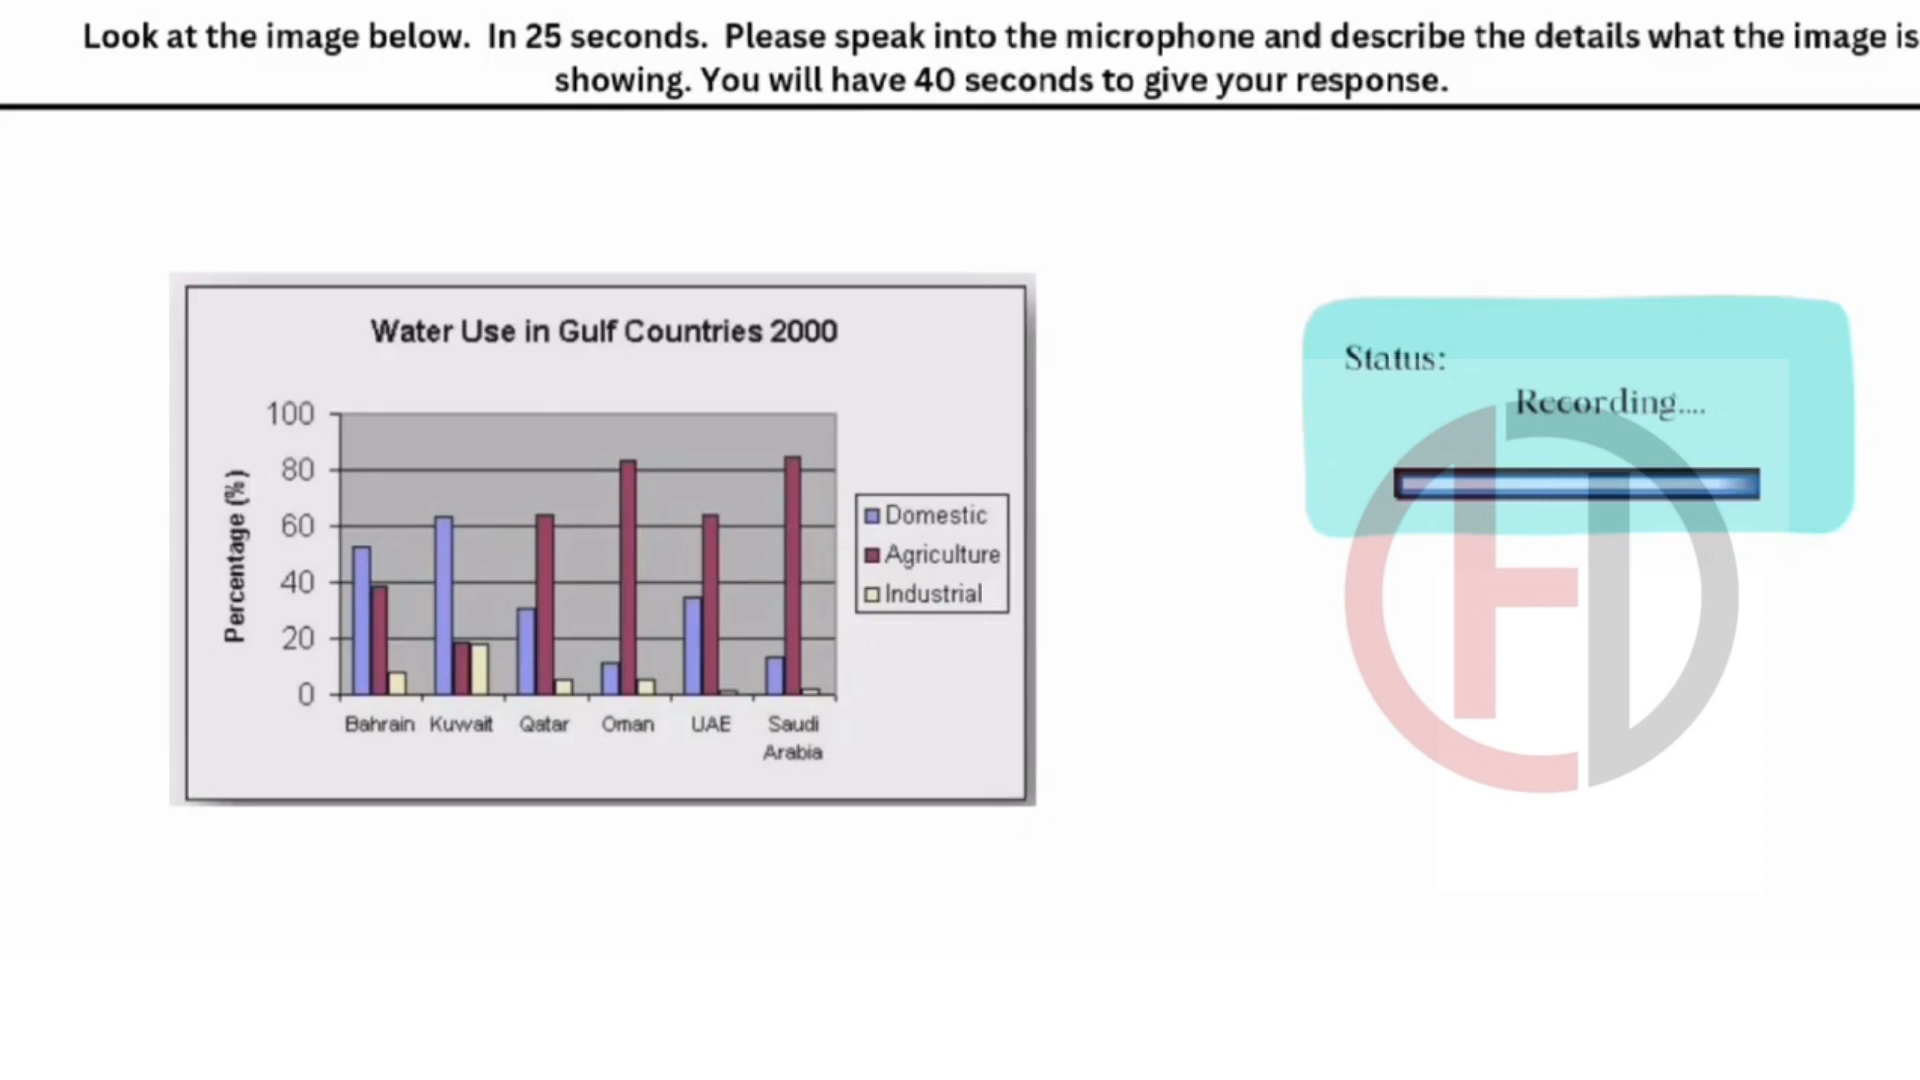 Look at the image below. In 25 seconds. Please speak into the microphone and describe the details what the image is
showing. You will have 40 seconds to give your response.
Water Use in Gulf Countries 2000
Percentage (%)
100
80
60
40
20
0
Bahrain Kuwait Qatar Oman UAE Saudi
Arabia
Domestic
Agriculture
Industrial
Status:
Recording....